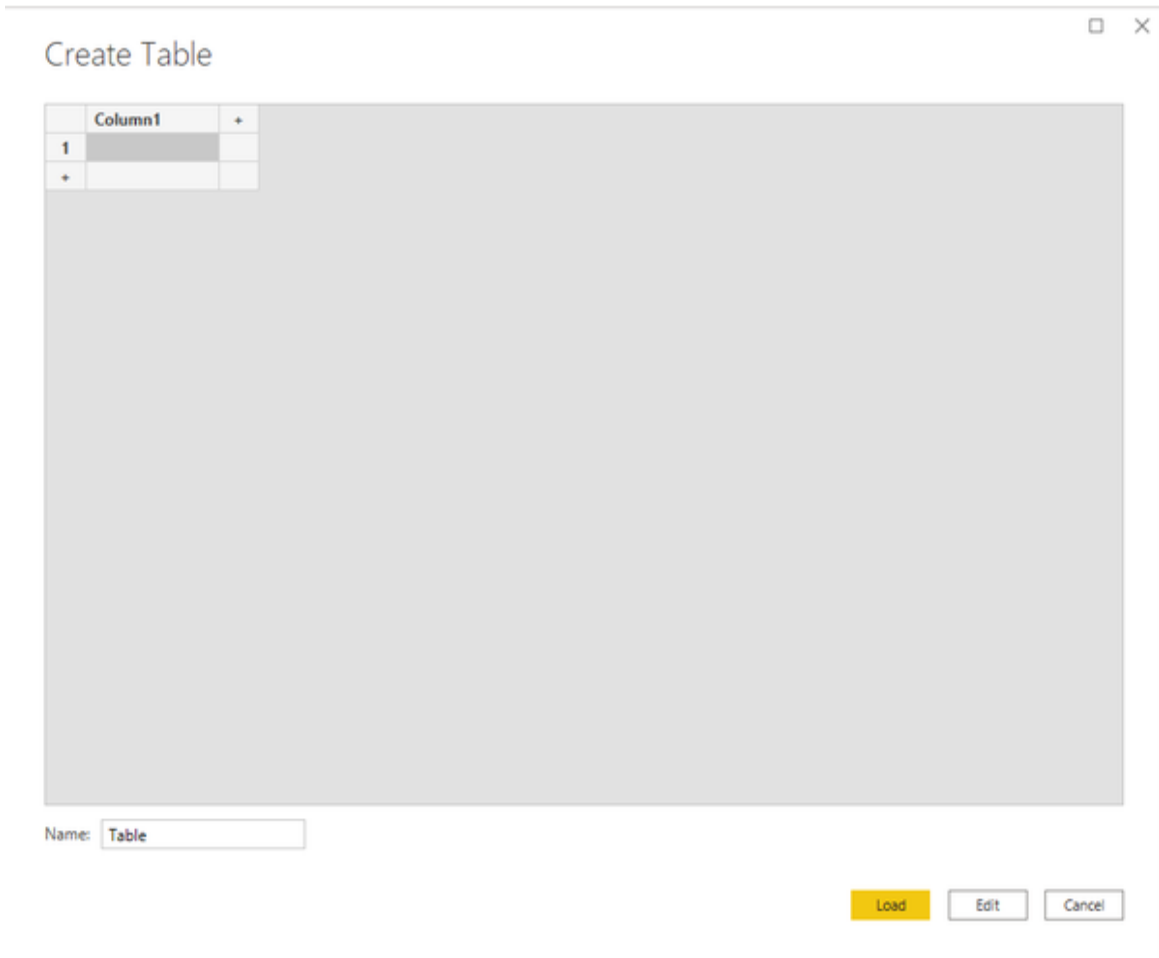 Create Table
Column1 +
1
+
Name: Table
Load Edit Cancel